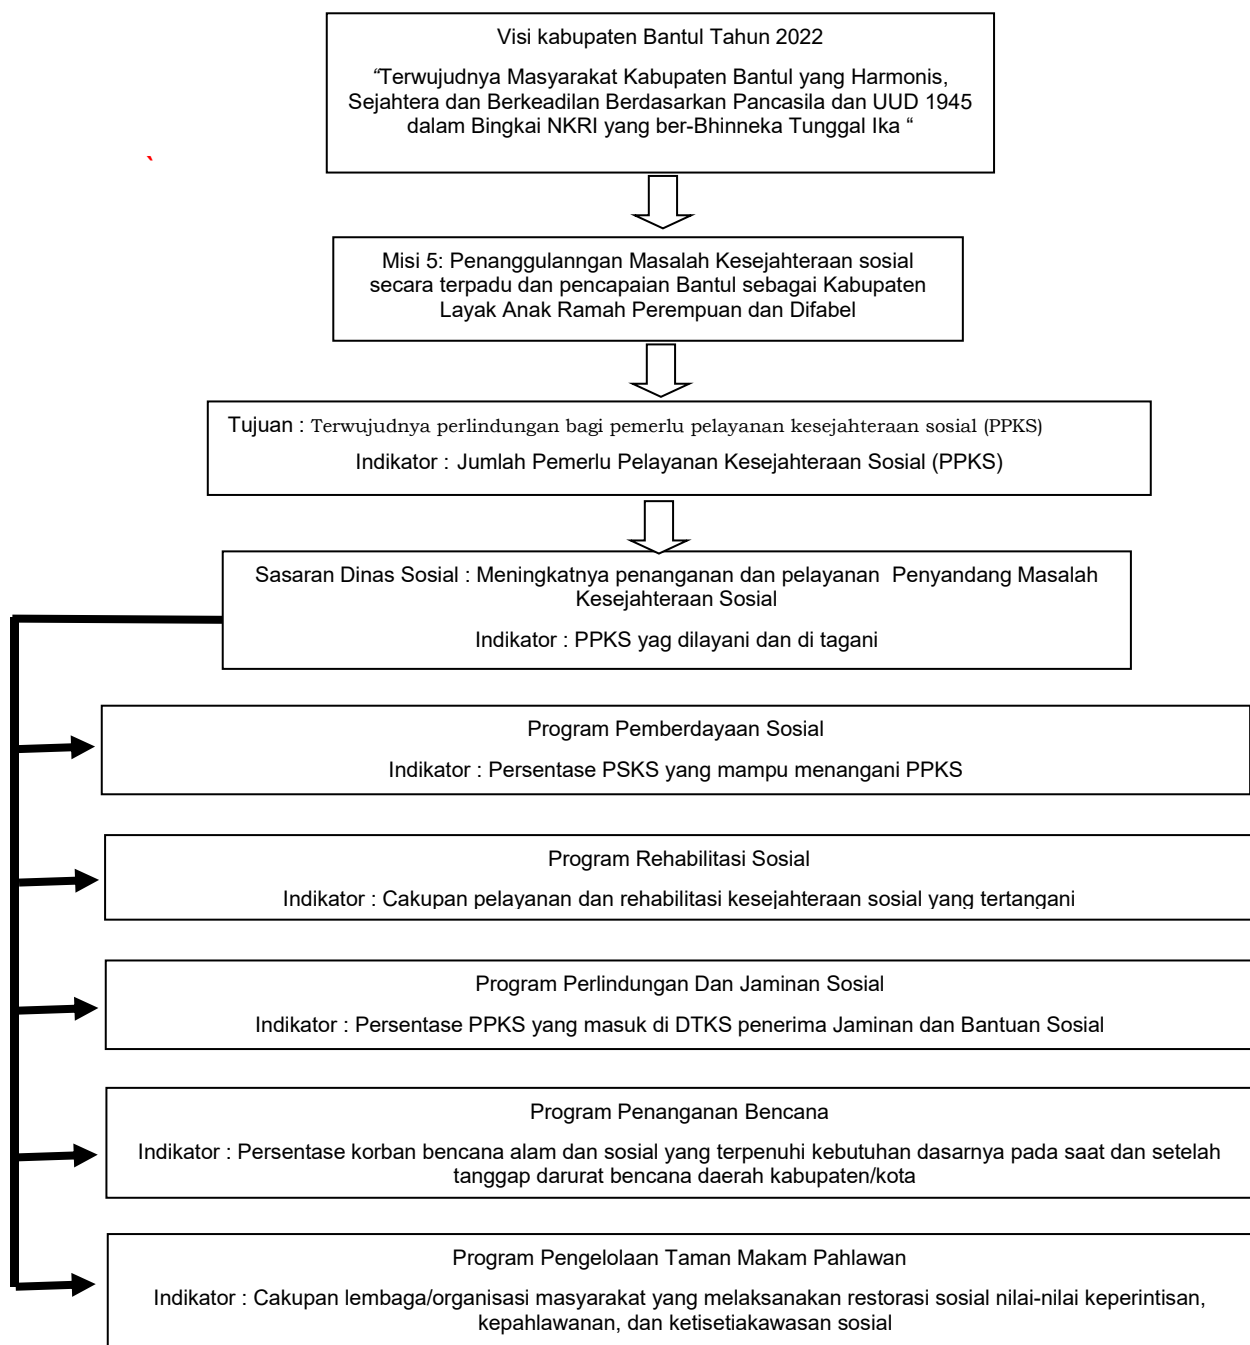 Visi kabupaten Bantul Tahun 2022
“Terwujudnya Masyarakat Kabupaten Bantul yang Harmonis,
Sejahtera dan Berkeadilan Berdasarkan Pancasila dan UUD 1945
dalam Bingkai NKRI yang ber-Bhinneka Tunggal Ika “
`
Misi 5: Penanggulanngan Masalah Kesejahteraan sosial
secara terpadu dan pencapaian Bantul sebagai Kabupaten
Layak Anak Ramah Perempuan dan Difabel
Tujuan : Terwujudnya perlindungan bagi pemerlu pelayanan kesejahteraan sosial (PPKS)
Indikator : Jumlah Pemerlu Pelayanan Kesejahteraan Sosial (PPKS)
Sasaran Dinas Sosial : Meningkatnya penanganan dan pelayanan Penyandang Masalah
Kesejahteraan Sosial
Indikator : PPKS yag dilayani dan di tagani
Program Pemberdayaan Sosial
Indikator : Persentase PSKS yang mampu menangani PPKS
Program Rehabilitasi Sosial
Indikator : Cakupan pelayanan dan rehabilitasi kesejahteraan sosial yang tertangani
Program Perlindungan Dan Jaminan Sosial
Indikator : Persentase PPKS yang masuk di DTKS penerima Jaminan dan Bantuan Sosial
Program Penanganan Bencana
Indikator : Persentase korban bencana alam dan sosial yang terpenuhi kebutuhan dasarnya pada saat dan setelah
tanggap darurat bencana daerah kabupaten/kota
Program Pengelolaan Taman Makam Pahlawan
Indikator : Cakupan lembaga/organisasi masyarakat yang melaksanakan restorasi sosial nilai-nilai keperintisan,
kepahlawanan, dan ketisetiakawasan sosial